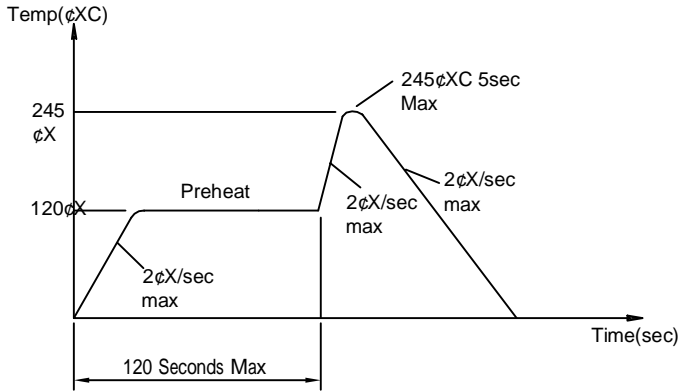 Temp(¢XC)
245¢XC 5sec
Max
245
¢X
2¢X/sec
max
Preheat
2¢X/sec
max
120¢X
2¢X/sec
max
Time(sec)
120 Seconds Max